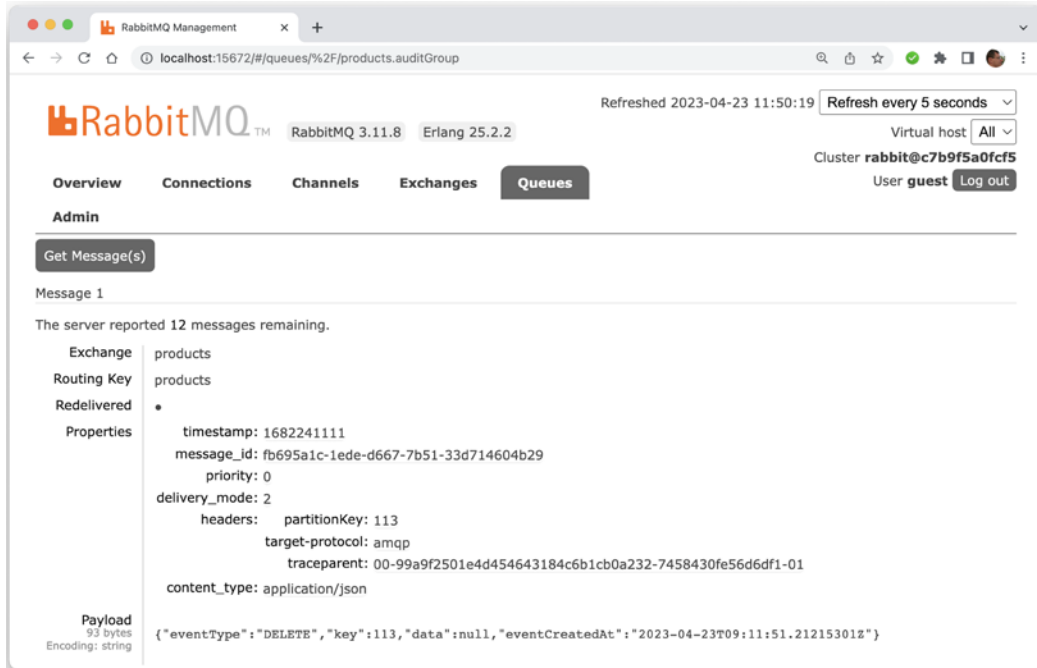 RabbitMQ Management
localhost:15672/#/queues/%2F/products.auditGroup
Refreshed 2023-04-23 11:50:19 Refresh every 5 seconds
RabbitMQ TM RabbitMQ 3.11.8 Erlang 25.2.2
Virtual host All
Cluster rabbit@c7b9f5a0fcf5
User guest Log out
Overview Connections Channels Exchanges Queues
Admin
Get Message(s)
Message 1
The server reported 12 messages remaining.
Exchange products
Routing Key products
Redelivered ●
Properties timestamp: 1682241111
message_id: fb695a1c-1ede-d667-7b51-33d714604b29
priority: 0
delivery_mode: 2
headers: partitionKey: 113
target-protocol: amqp
traceparent: 00-99a9f2501e4d454643184c6b1cb0a232-7458430fe56d6df1-01
content_type: application/json
Payload
93 bytes
Encoding: string
{"eventType":"DELETE","key":113,"data":null,"eventCreatedAt":"2023-04-23T09:11:51.21215301Z"}